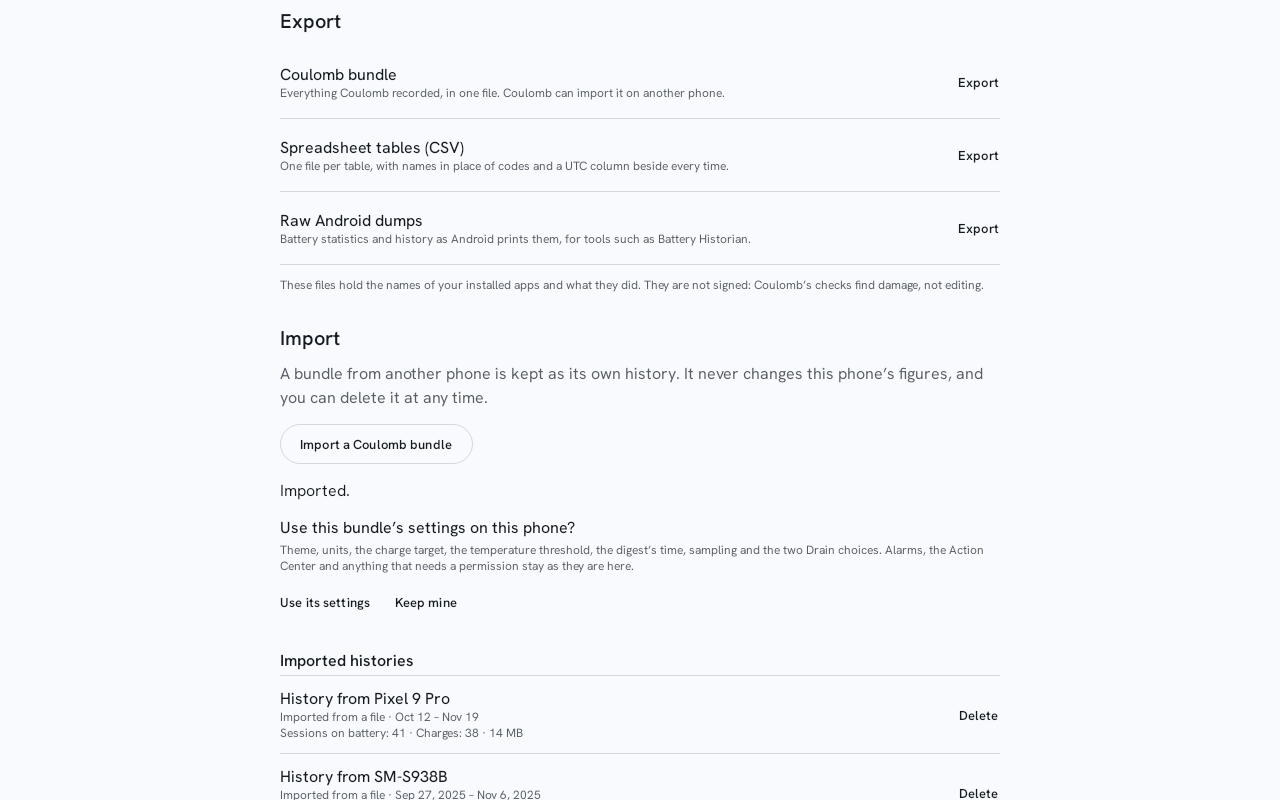 Export
Coulomb bundle
Everything Coulomb recorded, in one file. Coulomb can import it on another phone.
Export
Spreadsheet tables (CSV)
One file per table, with names in place of codes and a UTC column beside every time.
Export
Raw Android dumps
Battery statistics and history as Android prints them, for tools such as Battery Historian.
Export
These files hold the names of your installed apps and what they did. They are not signed: Coulomb’s checks find damage, not editing.
Import
A bundle from another phone is kept as its own history. It never changes this phone’s figures, and
you can delete it at any time.
Import a Coulomb bundle
Imported.
Use this bundle’s settings on this phone?
Theme, units, the charge target, the temperature threshold, the digest’s time, sampling and the two Drain choices. Alarms, the Action
Center and anything that needs a permission stay as they are here.
Use its settings
Keep mine
Imported histories
History from Pixel 9 Pro
Imported from a file · Oct 12 – Nov 19
Sessions on battery: 41 · Charges: 38 · 14 MB
Delete
History from SM-S938B
Imported from a file · Sep 27, 2025 – Nov 6, 2025
Delete